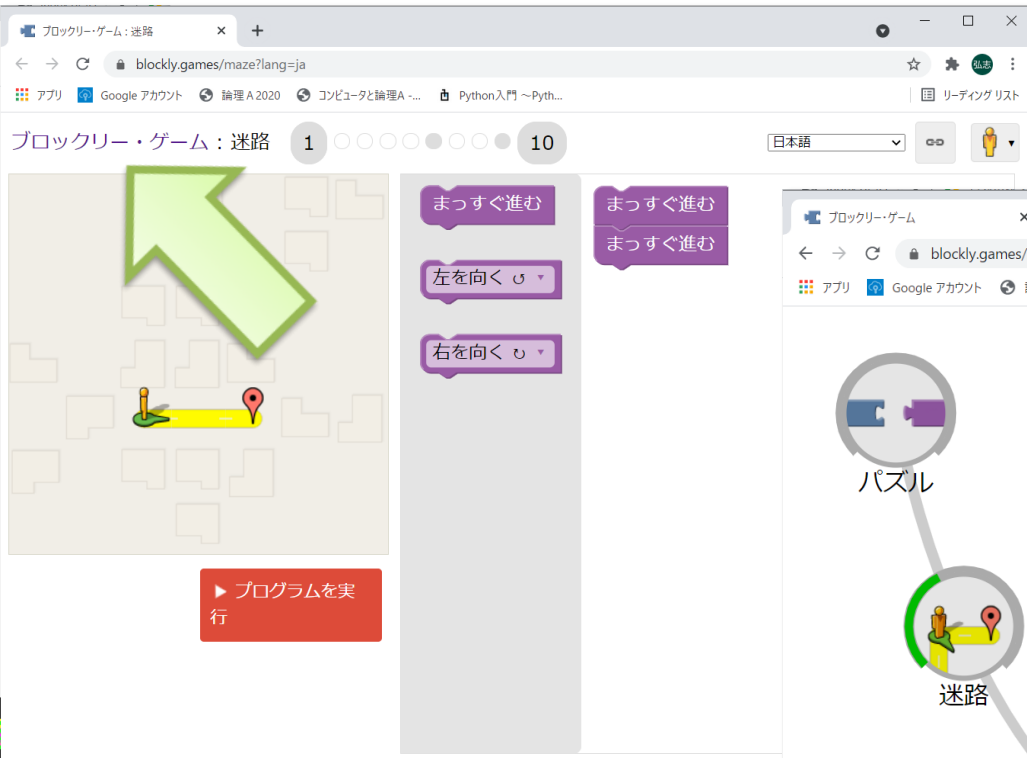 ブロックリー・ゲーム : 迷路
blockly.games/maze?lang=ja
弘志
アプリ
Google アカウント
論理 A 2020
コンピュータと論理A -...
Python入門 ～Pyth...
リーディング リスト
ブロックリー・ゲーム : 迷路
1
10
日本語
まっすぐ進む
左を向く ↺
右を向く ↻
まっすぐ進む
まっすぐ進む
プログラムを実
行
ブロックリー・ゲーム
blockly.games/
アプリ
Google アカウント
パズル
迷路